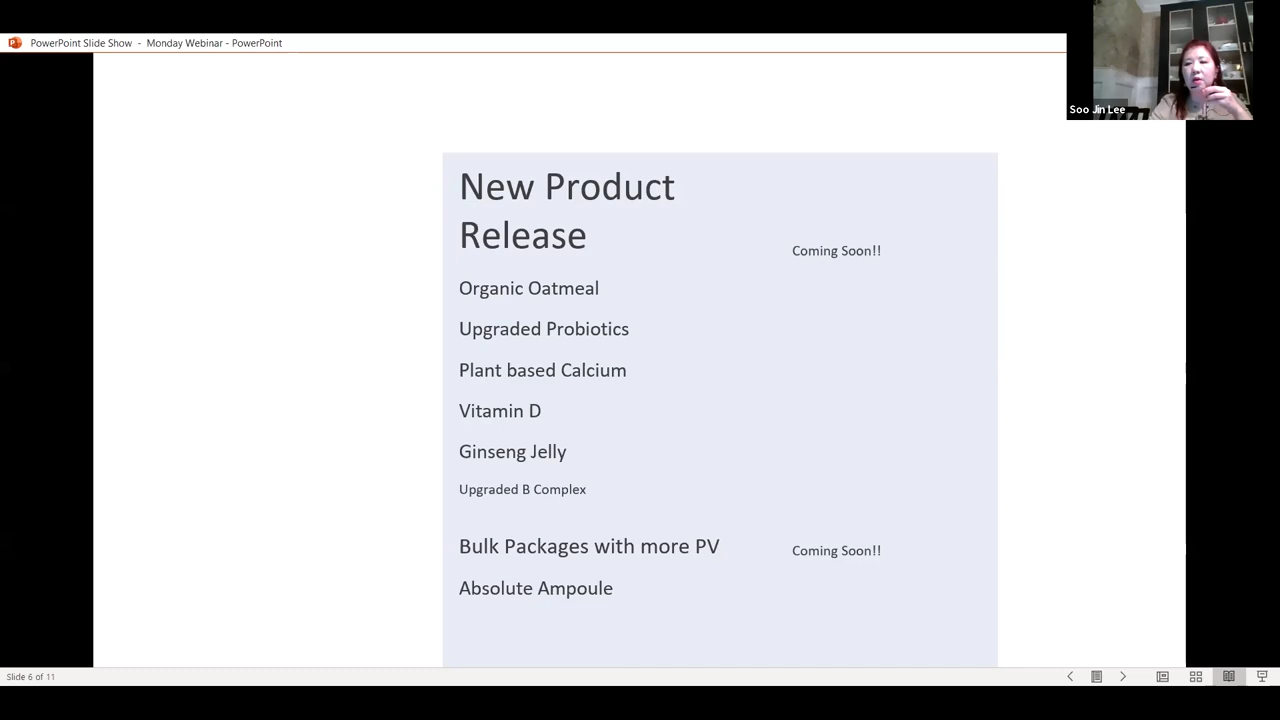 PowerPoint Slide Show - Monday Webinar - PowerPoint
Soo Jin Lee
New Product
Release
Coming Soon!!
Organic Oatmeal
Upgraded Probiotics
Plant based Calcium
Vitamin D
Ginseng Jelly
Upgraded B Complex
Bulk Packages with more PV
Coming Soon!!
Absolute Ampoule
Slide 6 of 11